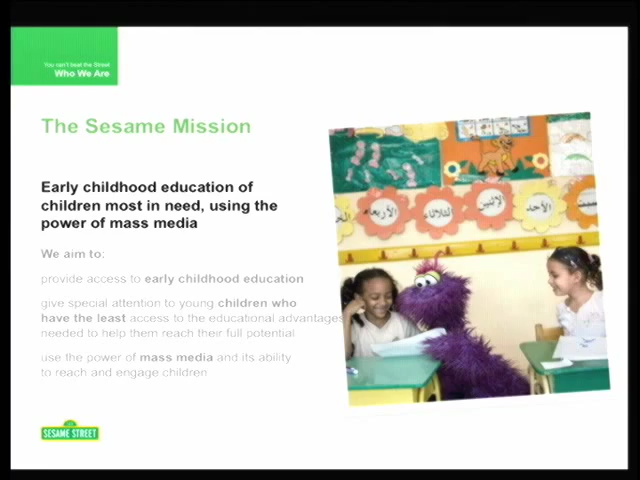 You can't beat the Street
Who We Are
The Sesame Mission
Early childhood education of
children most in need, using the
power of mass media
We aim to:
provide access to early childhood education
give special attention to young children who
have the least access to the educational advantages
needed to help them reach their full potential
use the power of mass media and its ability
to reach and engage children
الأربعاء
الثلاثاء
الإثنين
الأحد
السبت
SESAME STREET